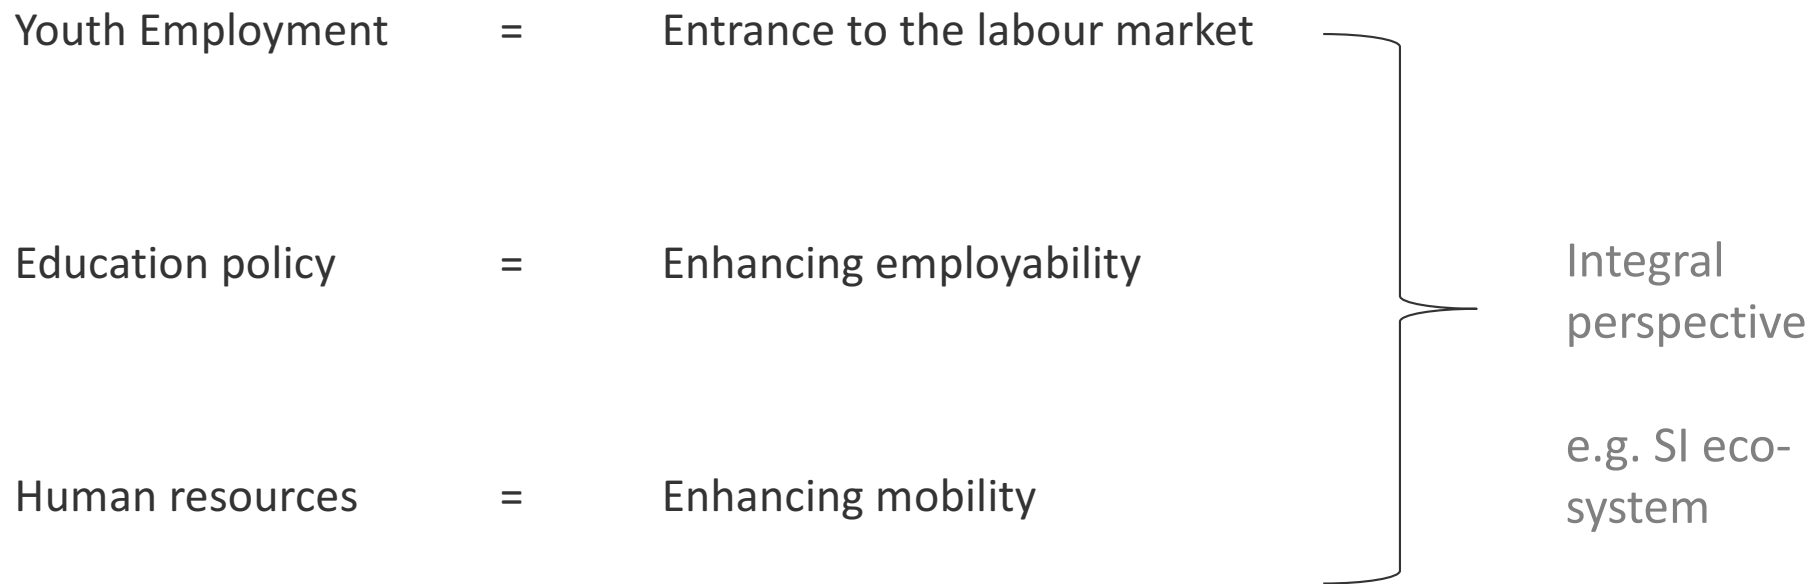 Youth Employment = Entrance to the labour market
Education policy = Enhancing employability
Human resources = Enhancing mobility
Integral
perspective
e.g. SI eco-
system